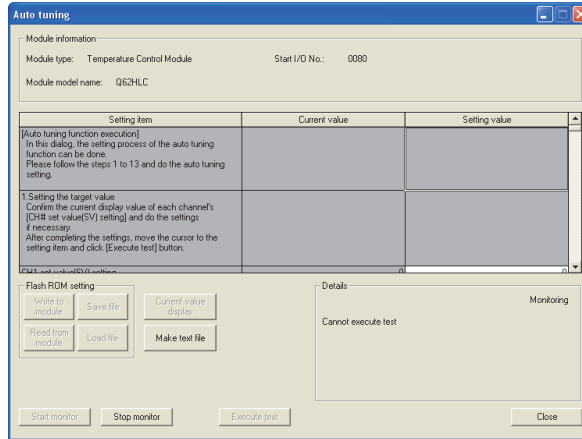 Auto tuning
Module information
Module type: Temperature Control Module Start I/O No.: 0080
Module model name: Q62HLC
Setting item Current value Setting value
[Auto tuning function execution]
In this dialog, the setting process of the auto tuning
function can be done.
Please follow the steps 1 to 13 and do the auto tuning
setting.
1.Setting the target value
Confirm the current display value of each channel's
[CH# set value(SV) setting] and do the settings
if necessary.
After completing the settings, move the cursor to the
setting item and click [Execute test] button.
CH1 set value(SV) setting 0 0
Flash ROM setting
Write to
module
Save file
Current value
display
Read from
module
Load file
Make text file
Details
Monitoring
Cannot execute test
Start monitor Stop monitor Execute test Close